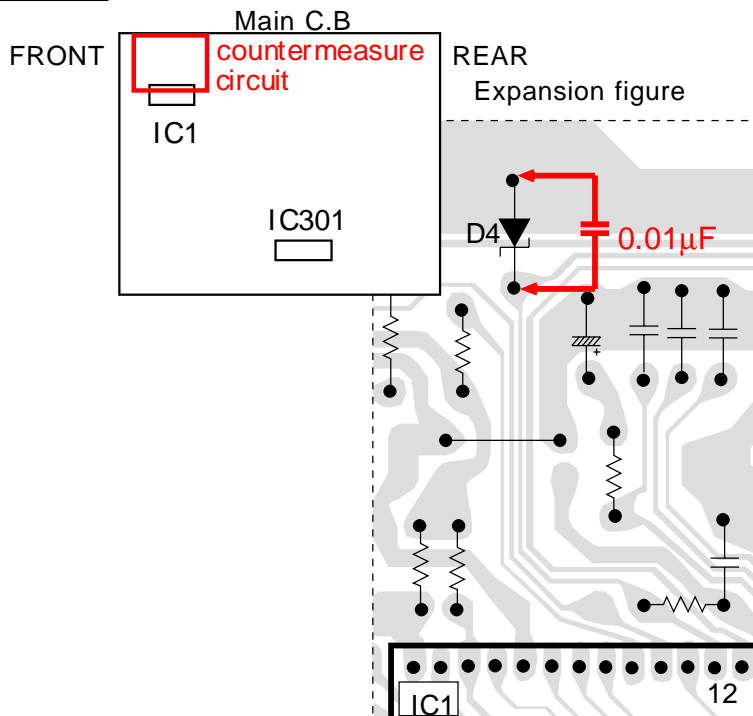 Main C.B
FRONT
countermeasure
circuit
REAR
Expansion figure
IC1
IC301
D4
0.01µF
+
12
IC1